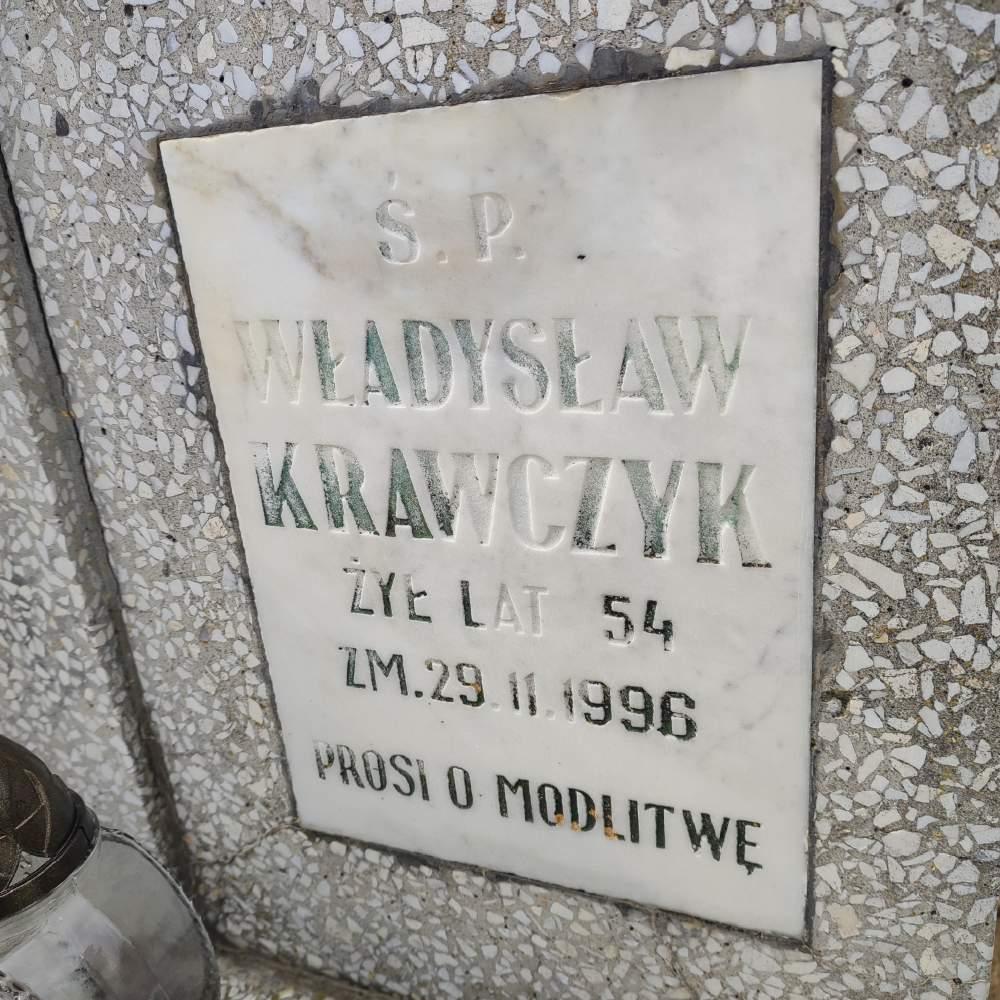 Ś.P.
WŁADYSŁAW
KRAWCZYK
ŻYŁ LAT 54
ZM.29.11.1996
PROSI O MODLITWĘ